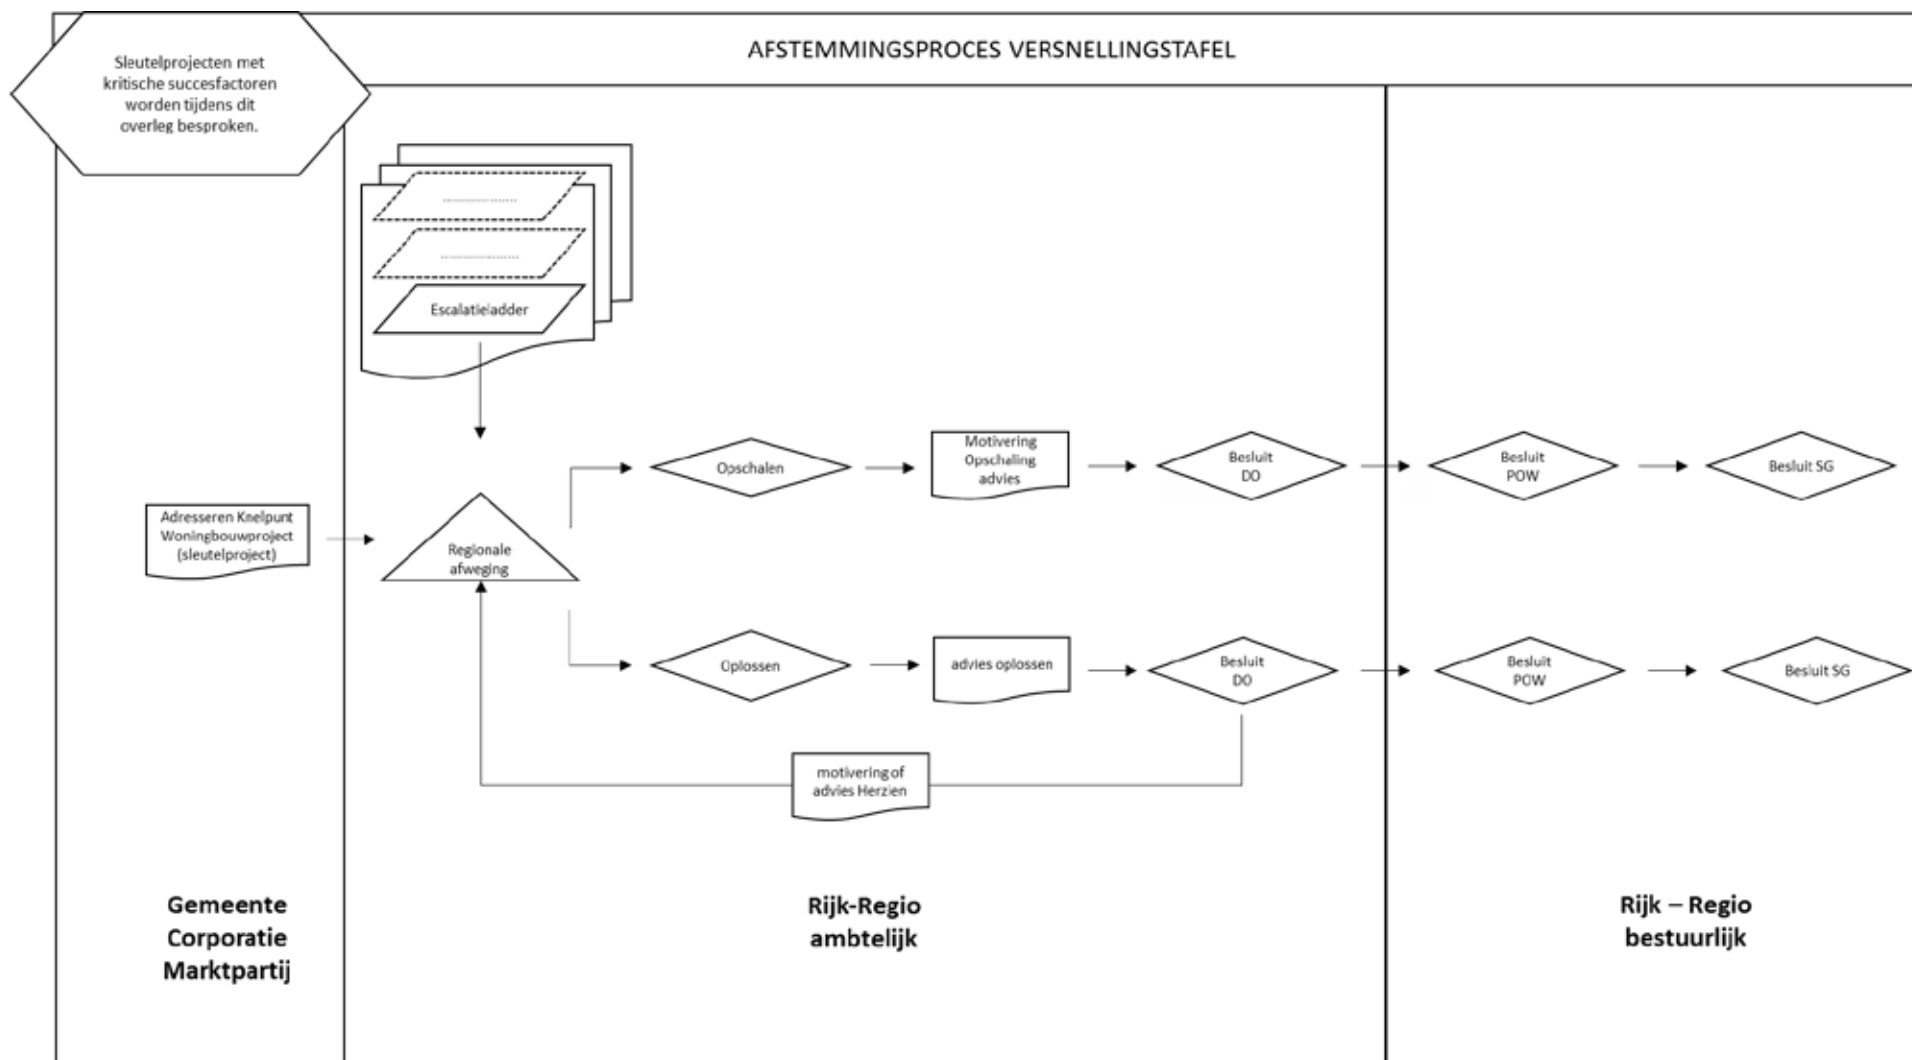 AFSTEMMINGSPROCES VERSNELLINGSTAFEL
Sleutelprojecten met
kritische succesfactoren
worden tijdens dit
overleg besproken.
....................
....................
Escalatieladder
Adresseren Knelpunt
Woningbouwproject
(sleutelproject)
Regionale
afweging
Opschalen
Motivering
Opschaling
advies
Besluit
DO
Besluit
POW
Besluit SG
Oplossen
advies oplossen
Besluit
DO
Besluit
POW
Besluit SG
motivering of
advies Herzien
Gemeente
Corporatie
Marktpartij
Rijk-Regio
ambtelijk
Rijk – Regio
bestuurlijk